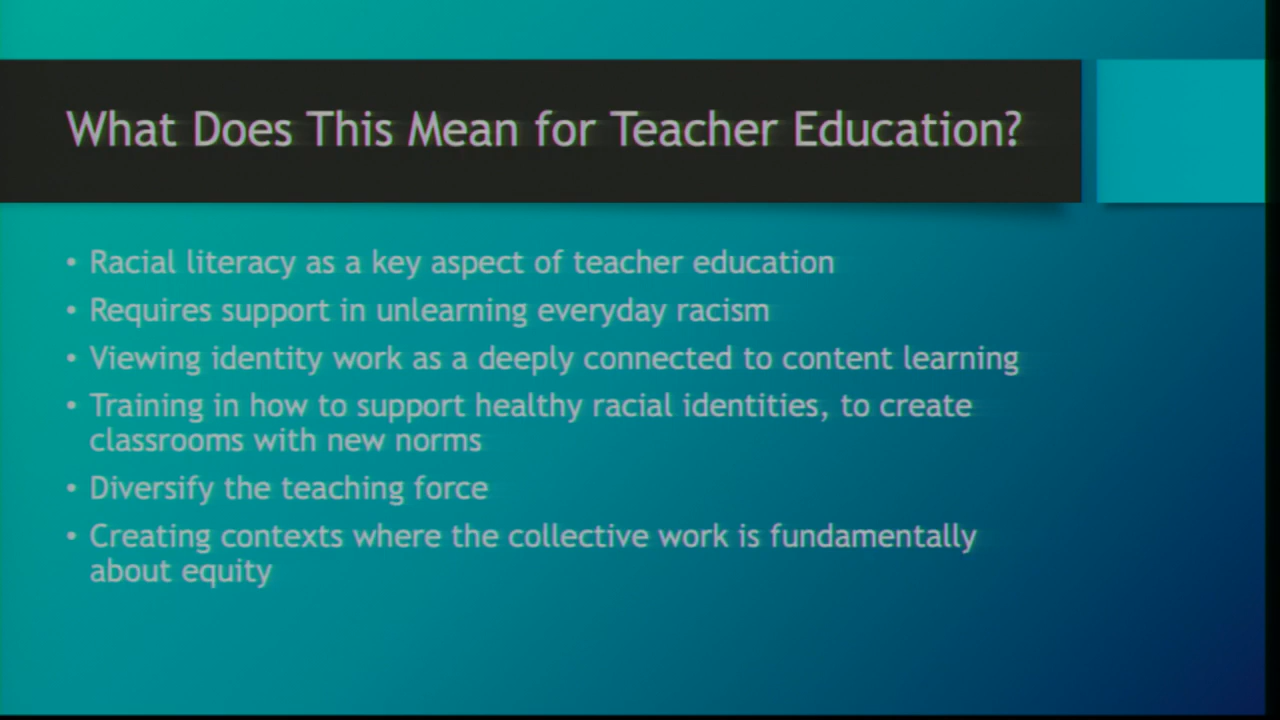 What Does This Mean for Teacher Education?
• Racial literacy as a key aspect of teacher education
• Requires support in unlearning everyday racism
• Viewing identity work as a deeply connected to content learning
• Training in how to support healthy racial identities, to create
classrooms with new norms
• Diversify the teaching force
• Creating contexts where the collective work is fundamentally
about equity